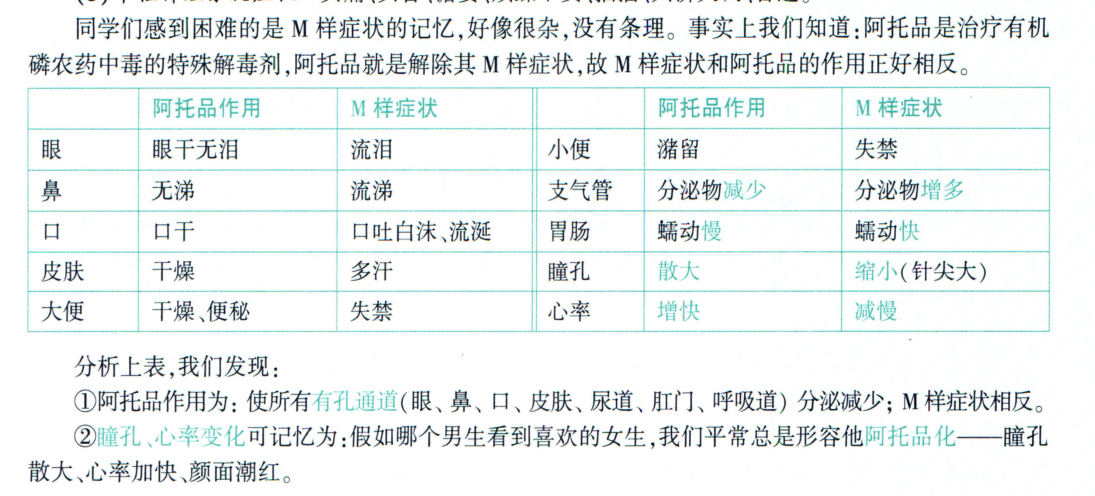 同学们感到困难的是 M 样症状的记忆,好像很杂,没有条理。事实上我们知道:阿托品是治疗有机
磷农药中毒的特殊解毒剂,阿托品就是解除其 M 样症状,故 M 样症状和阿托品的作用正好相反。
阿托品作用 M 样症状 阿托品作用 M 样症状
眼 眼干无泪 流泪 小便 潴留 失禁
鼻 无涕 流涕 支气管 分泌物减少 分泌物增多
口 口干 口吐白沫、流涎 胃肠 蠕动慢 蠕动快
皮肤 干燥 多汗 瞳孔 散大 缩小(针尖大)
大便 干燥、便秘 失禁 心率 增快 减慢
分析上表,我们发现:
①阿托品作用为:使所有有孔通道(眼、鼻、口、皮肤、尿道、肛门、呼吸道)分泌减少;M 样症状相反。
②瞳孔、心率变化可记忆为:假如哪个男生看到喜欢的女生,我们平常总是形容他阿托品化——瞳孔
散大、心率加快、颜面潮红。